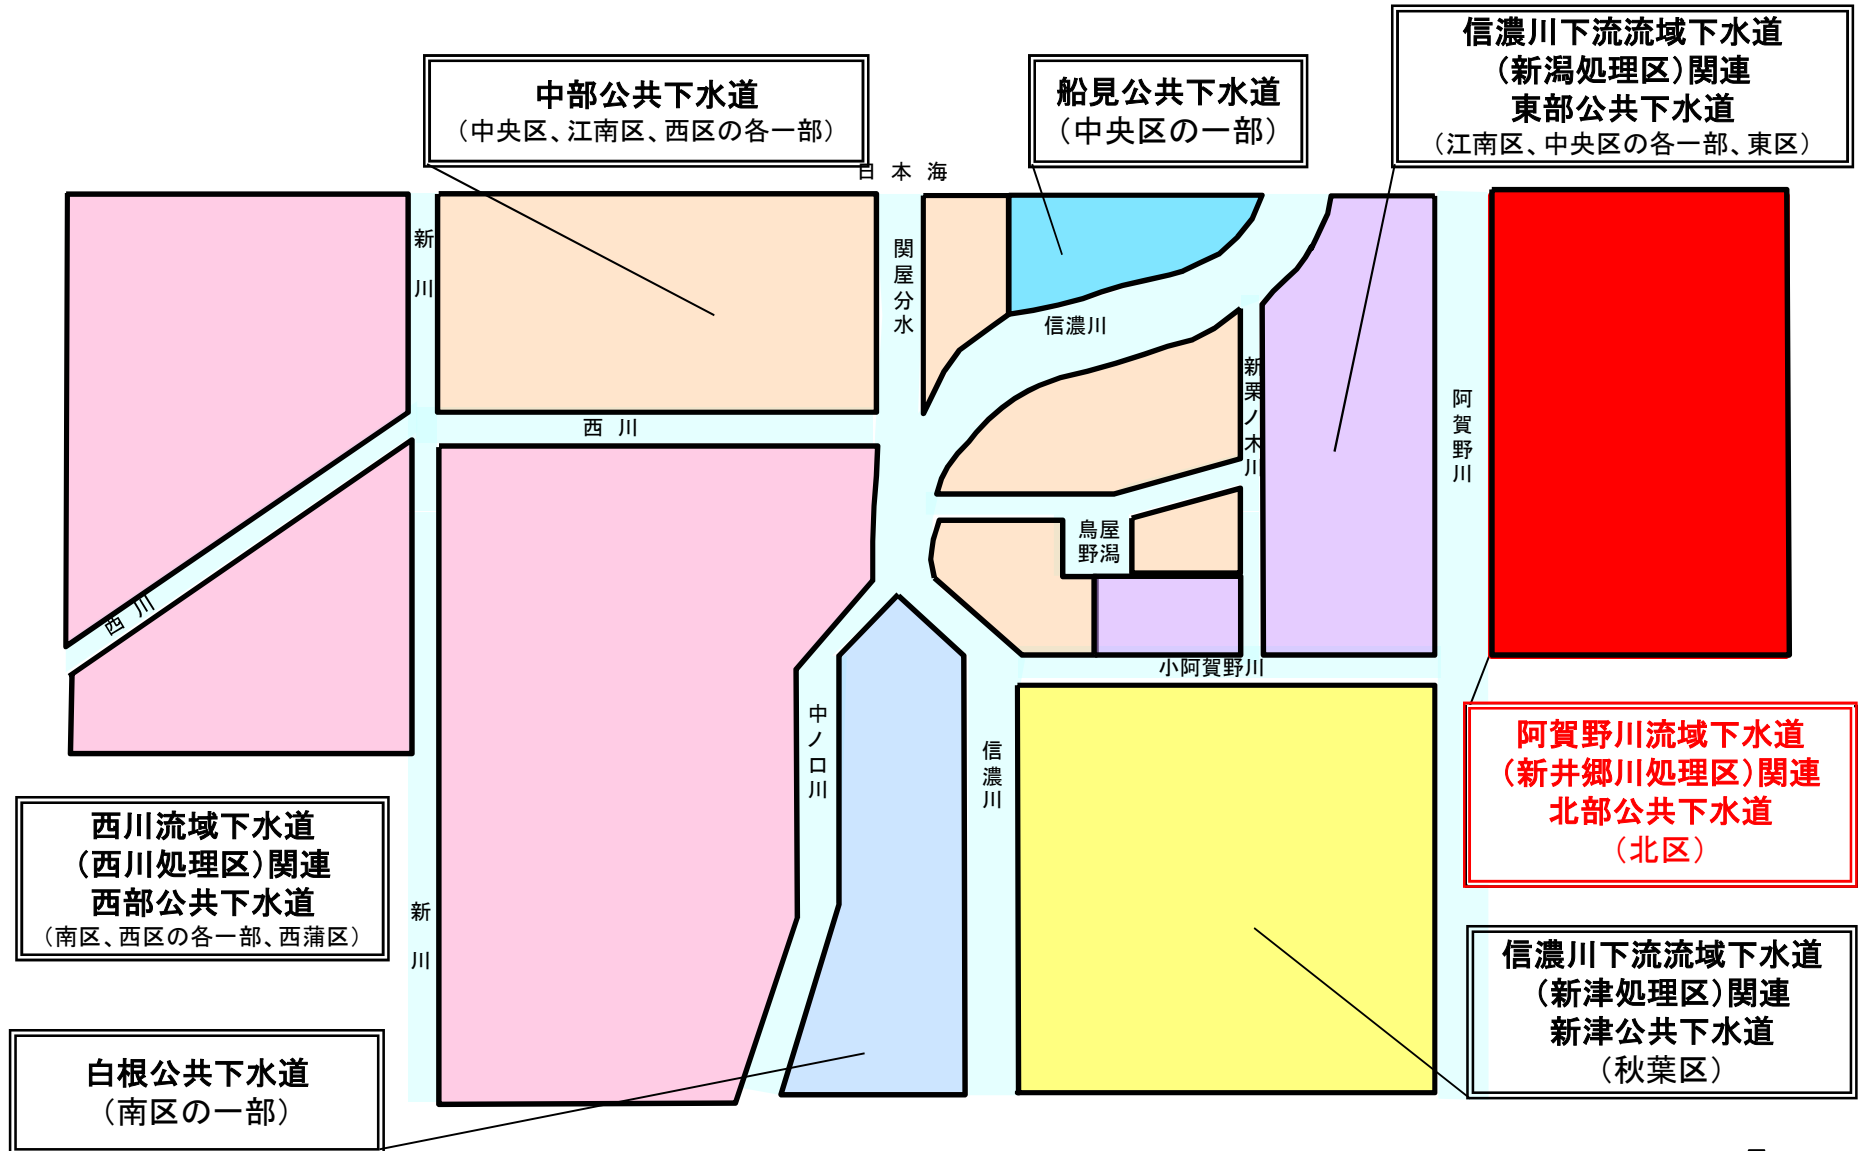 信濃川下流流域下水道
（新潟処理区）関連
東部公共下水道
（江南区、中央区の各一部、東区）
中部公共下水道
（中央区、江南区、西区の各一部）
船見公共下水道
（中央区の一部）
日本海
新川
関屋分水
信濃川
新栗ノ木川
阿賀野川
西川
鳥屋
野潟
西川
小阿賀野川
中ノ口川
信濃川
新川
阿賀野川流域下水道
（新井郷川処理区）関連
北部公共下水道
（北区）
西川流域下水道
（西川処理区）関連
西部公共下水道
（南区、西区の各一部、西蒲区）
信濃川下流流域下水道
（新津処理区）関連
新津公共下水道
（秋葉区）
白根公共下水道
（南区の一部）